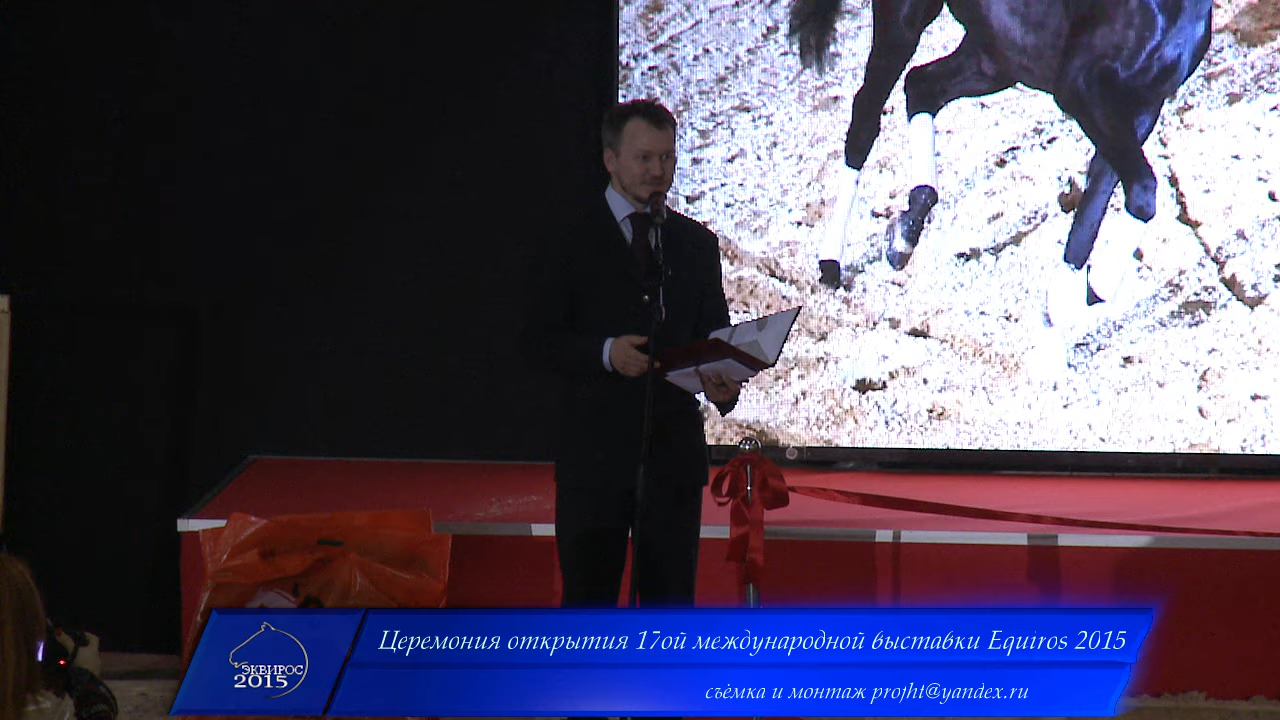 Церемония открытия 17ой международной выставки Equiros 2015
ЭКВИРОС
2015
съёмка и монтаж projht@yandex.ru